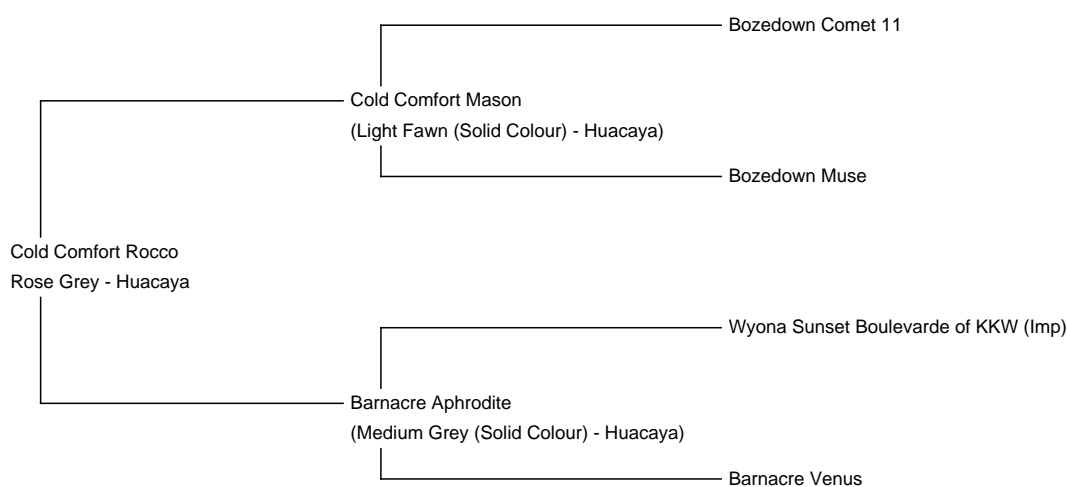 Bozedown Comet 11
Cold Comfort Mason
(Light Fawn (Solid Colour) - Huacaya)
Bozedown Muse
Cold Comfort Rocco
Rose Grey - Huacaya
Wyona Sunset Boulevarde of KKW (Imp)
Barnacre Aphrodite
(Medium Grey (Solid Colour) - Huacaya)
Barnacre Venus